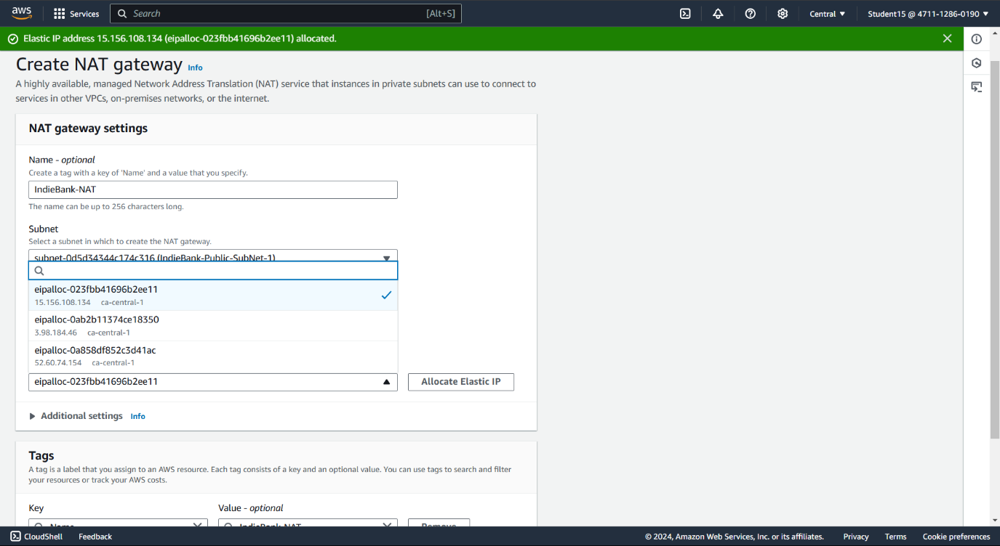 aws Services Search [Alt+S] Central ▼ Student15 @ 4711-1286-0190 ▼
Elastic IP address 15.156.108.134 (eipalloc-023fbb41696b2ee11) allocated.
Create NAT gateway Info
A highly available, managed Network Address Translation (NAT) service that instances in private subnets can use to connect to
services in other VPCs, on-premises networks, or the internet.
NAT gateway settings
Name - optional
Create a tag with a key of 'Name' and a value that you specify.
IndieBank-NAT
The name can be up to 256 characters long.
Subnet
Select a subnet in which to create the NAT gateway.
subnet-0d5d34344c174c316 (IndieBank-Public-SubNet-1)
eipalloc-023fbb41696b2ee11
15.156.108.134 ca-central-1
eipalloc-0ab2b11374ce18350
3.98.184.46 ca-central-1
eipalloc-0a858df852c3d41ac
52.60.74.154 ca-central-1
eipalloc-023fbb41696b2ee11 Allocate Elastic IP
Additional settings Info
Tags
A tag is a label that you assign to an AWS resource. Each tag consists of a key and an optional value. You can use tags to search and filter
your resources or track your AWS costs.
Key Value - optional
Name IndieBank-NAT Remove
CloudShell Feedback © 2024, Amazon Web Services, Inc. or its affiliates. Privacy Terms Cookie preferences